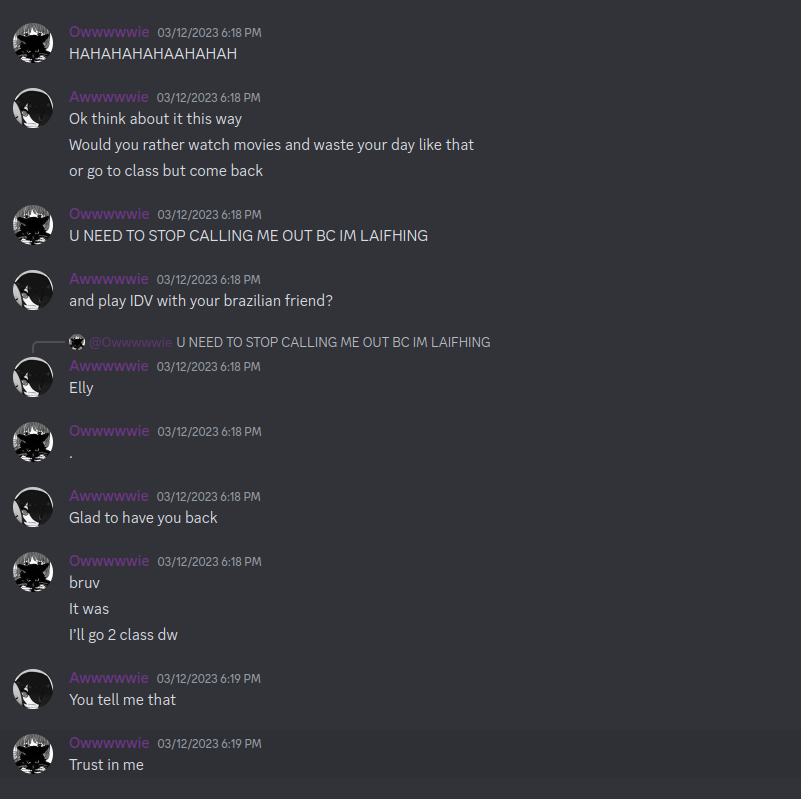 Owwwwwie 03/12/2023 6:18 PM
HAHAHAHAHAAHAHAH
Awwwwwie 03/12/2023 6:18 PM
Ok think about it this way
Would you rather watch movies and waste your day like that
or go to class but come back
Owwwwwie 03/12/2023 6:18 PM
U NEED TO STOP CALLING ME OUT BC IM LAIFHING
Awwwwwie 03/12/2023 6:18 PM
and play IDV with your brazilian friend?
@Owwwwwie U NEED TO STOP CALLING ME OUT BC IM LAIFHING
Awwwwwie 03/12/2023 6:18 PM
Elly
Owwwwwie 03/12/2023 6:18 PM
.
Awwwwwie 03/12/2023 6:18 PM
Glad to have you back
Owwwwwie 03/12/2023 6:18 PM
bruv
It was
I’ll go 2 class dw
Awwwwwie 03/12/2023 6:19 PM
You tell me that
Owwwwwie 03/12/2023 6:19 PM
Trust in me